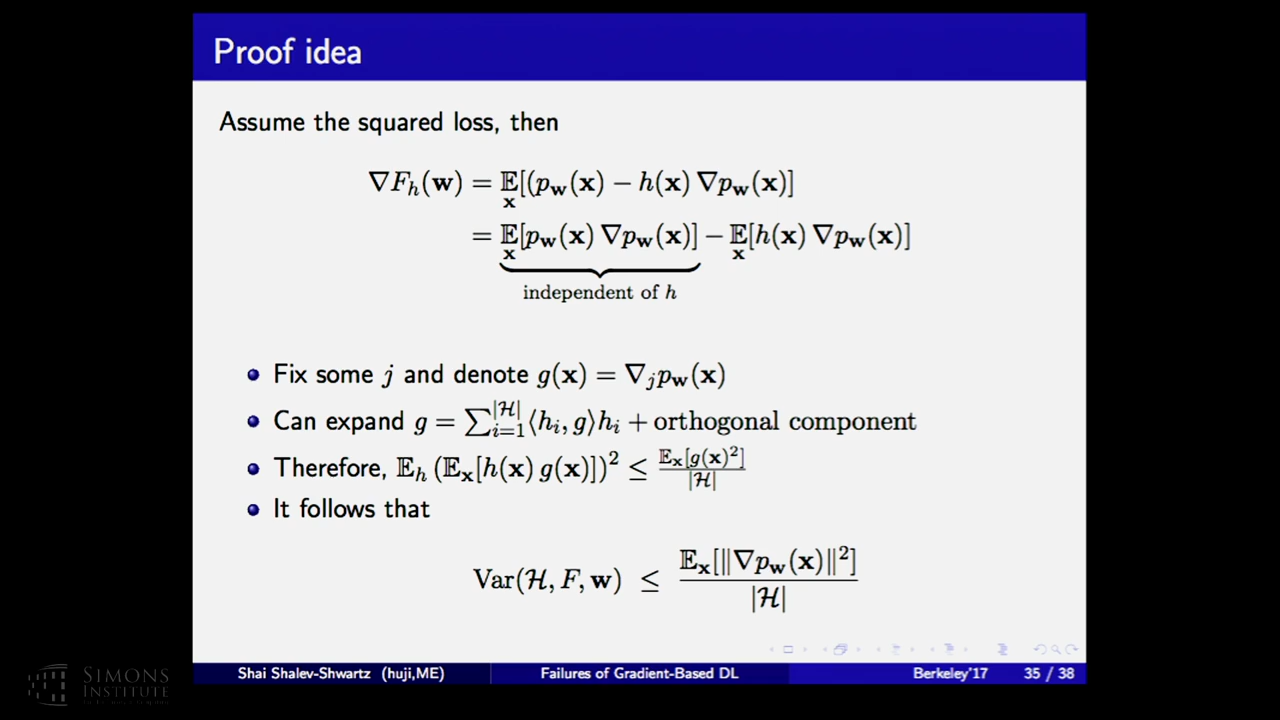 Proof idea
Assume the squared loss, then
∇F_h(𝐰) = 𝔼_𝐱[(p_𝐰(𝐱) − h(𝐱) ∇p_𝐰(𝐱)]
= 𝔼_𝐱[p_𝐰(𝐱) ∇p_𝐰(𝐱)] − 𝔼_𝐱[h(𝐱) ∇p_𝐰(𝐱)]
independent of h
Fix some j and denote g(𝐱) = ∇_j p_𝐰(𝐱)
Can expand g = ∑_{i=1}^{|ℋ|} ⟨h_i, g⟩h_i + orthogonal component
Therefore, 𝔼_h (𝔼_𝐱[h(𝐱) g(𝐱)])² ≤ 𝔼_𝐱[g(𝐱)²] / |ℋ|
It follows that
Var(ℋ, F, 𝐰) ≤ 𝔼_𝐱[‖∇p_𝐰(𝐱)‖²] / |ℋ|
SIMONS
INSTITUTE
Shai Shalev-Shwartz (huji,ME) Failures of Gradient-Based DL Berkeley'17 35 / 38